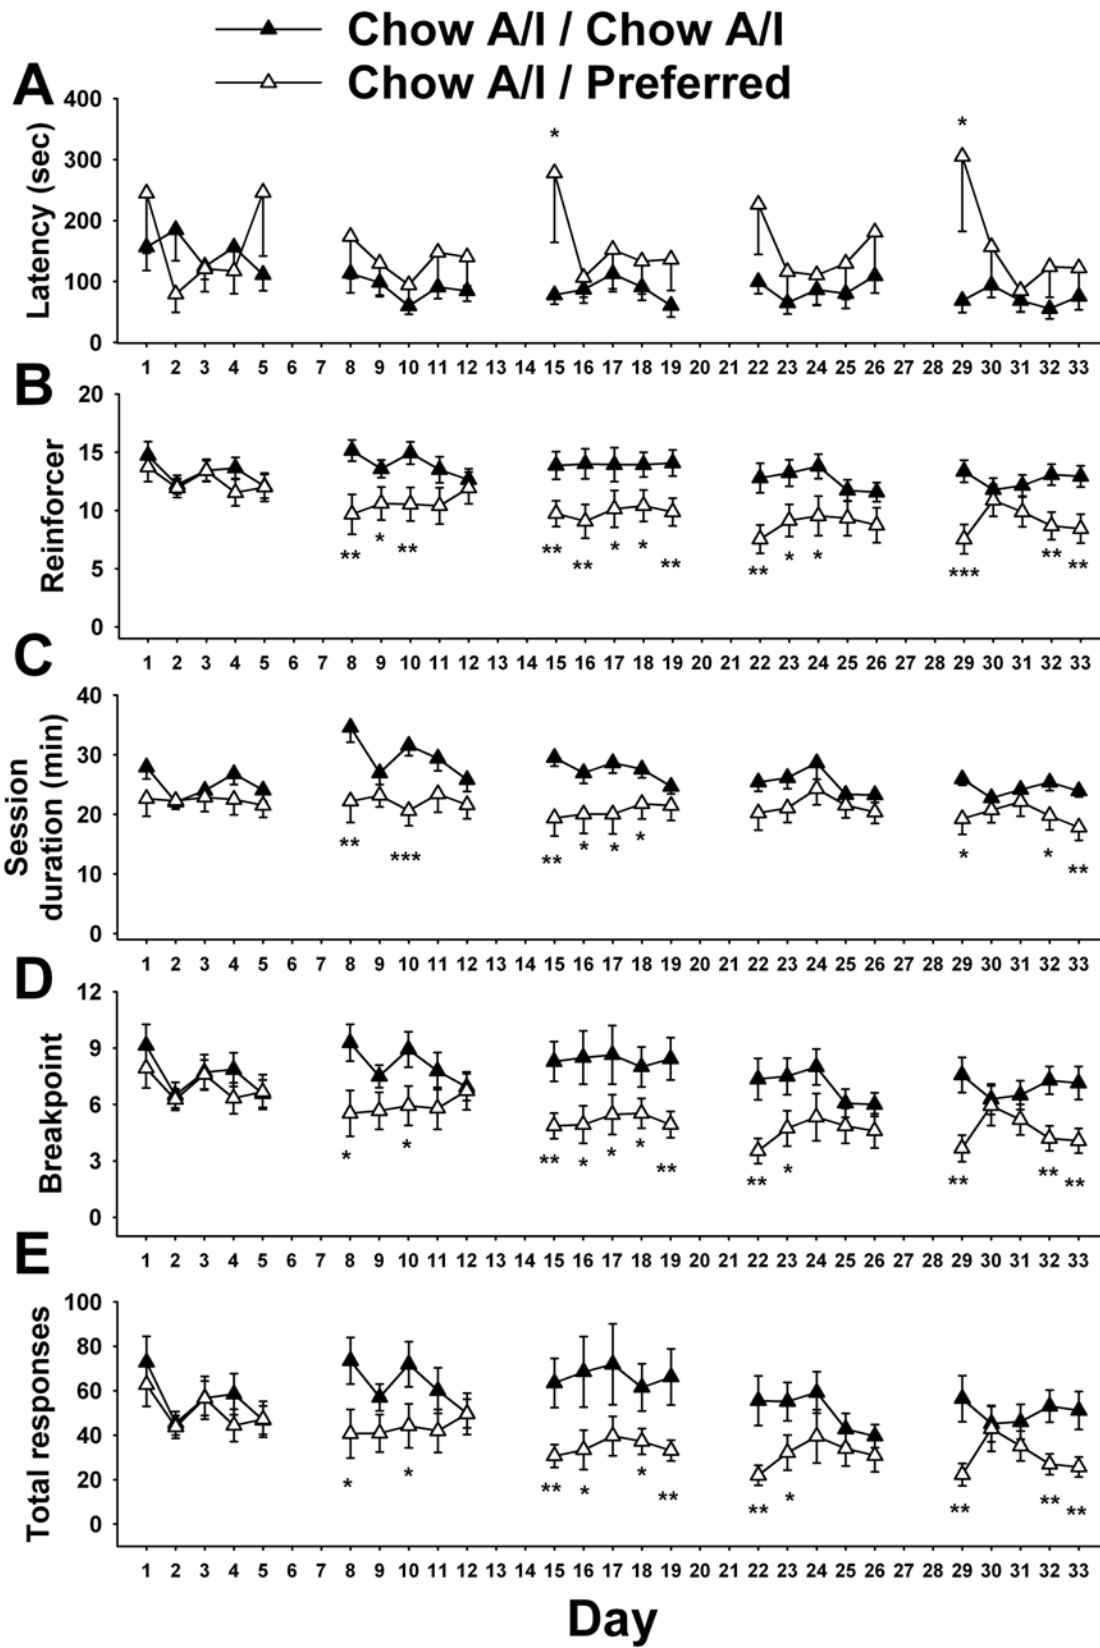 Chow A/I / Chow A/I
Chow A/I / Preferred
A
Latency (sec)
400
300
*
*
200
100
0
1 2 3 4 5 6 7 8 9 10 11 12 13 14 15 16 17 18 19 20 21 22 23 24 25 26 27 28 29 30 31 32 33
B
Reinforcer
20
15
10
5
0
** * ** ** ** * * ** ** * * *** ** **
1 2 3 4 5 6 7 8 9 10 11 12 13 14 15 16 17 18 19 20 21 22 23 24 25 26 27 28 29 30 31 32 33
C
Session
duration (min)
40
30
20
10
0
** *** ** * * * * * **
1 2 3 4 5 6 7 8 9 10 11 12 13 14 15 16 17 18 19 20 21 22 23 24 25 26 27 28 29 30 31 32 33
D
Breakpoint
12
9
6
3
0
* * ** * * * ** ** * ** ** **
1 2 3 4 5 6 7 8 9 10 11 12 13 14 15 16 17 18 19 20 21 22 23 24 25 26 27 28 29 30 31 32 33
E
Total responses
100
80
60
40
20
0
* * ** * * ** ** * ** ** **
1 2 3 4 5 6 7 8 9 10 11 12 13 14 15 16 17 18 19 20 21 22 23 24 25 26 27 28 29 30 31 32 33
Day